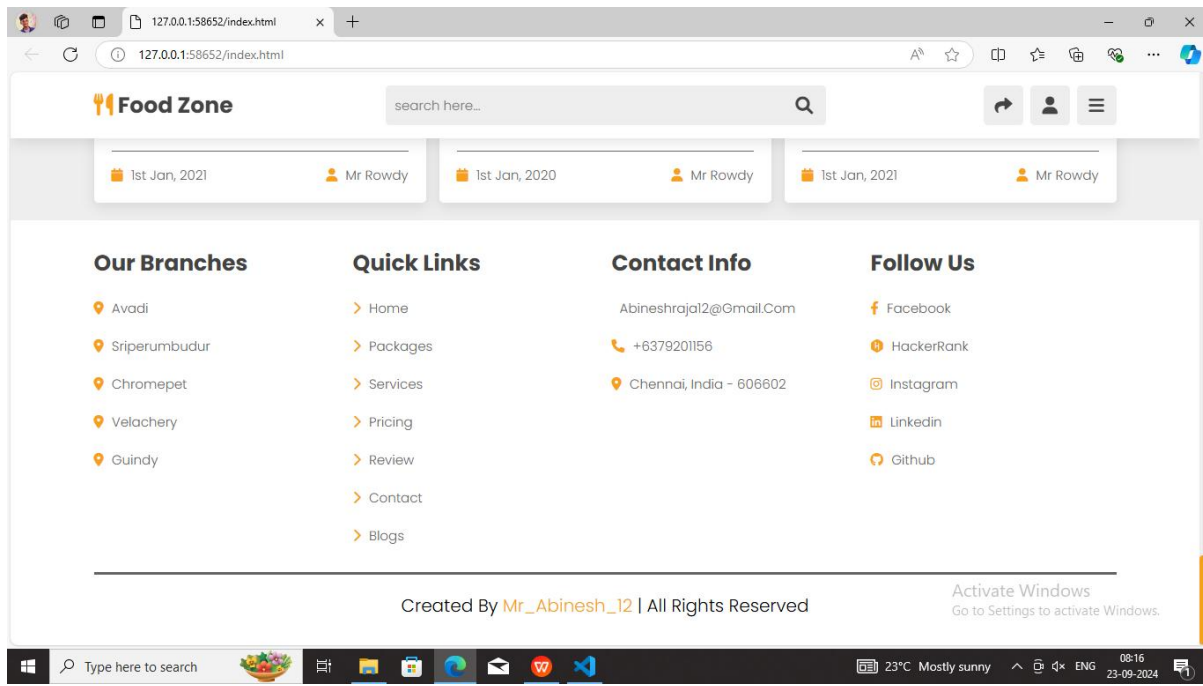 127.0.0.1:58652/index.html
127.0.0.1:58652/index.html
Food Zone
search here...
1st Jan, 2021 Mr Rowdy 1st Jan, 2020 Mr Rowdy 1st Jan, 2021 Mr Rowdy
Our Branches
Avadi
Sriperumbudur
Chromepet
Velachery
Guindy
Quick Links
Home
Packages
Services
Pricing
Review
Contact
Blogs
Contact Info
Abineshraja12@Gmail.Com
+6379201156
Chennai, India - 606602
Follow Us
Facebook
HackerRank
Instagram
Linkedin
Github
Created By Mr_Abinesh_12 | All Rights Reserved
Activate Windows
Go to Settings to activate Windows.
Type here to search
23°C Mostly sunny
ENG
08:16
23-09-2024